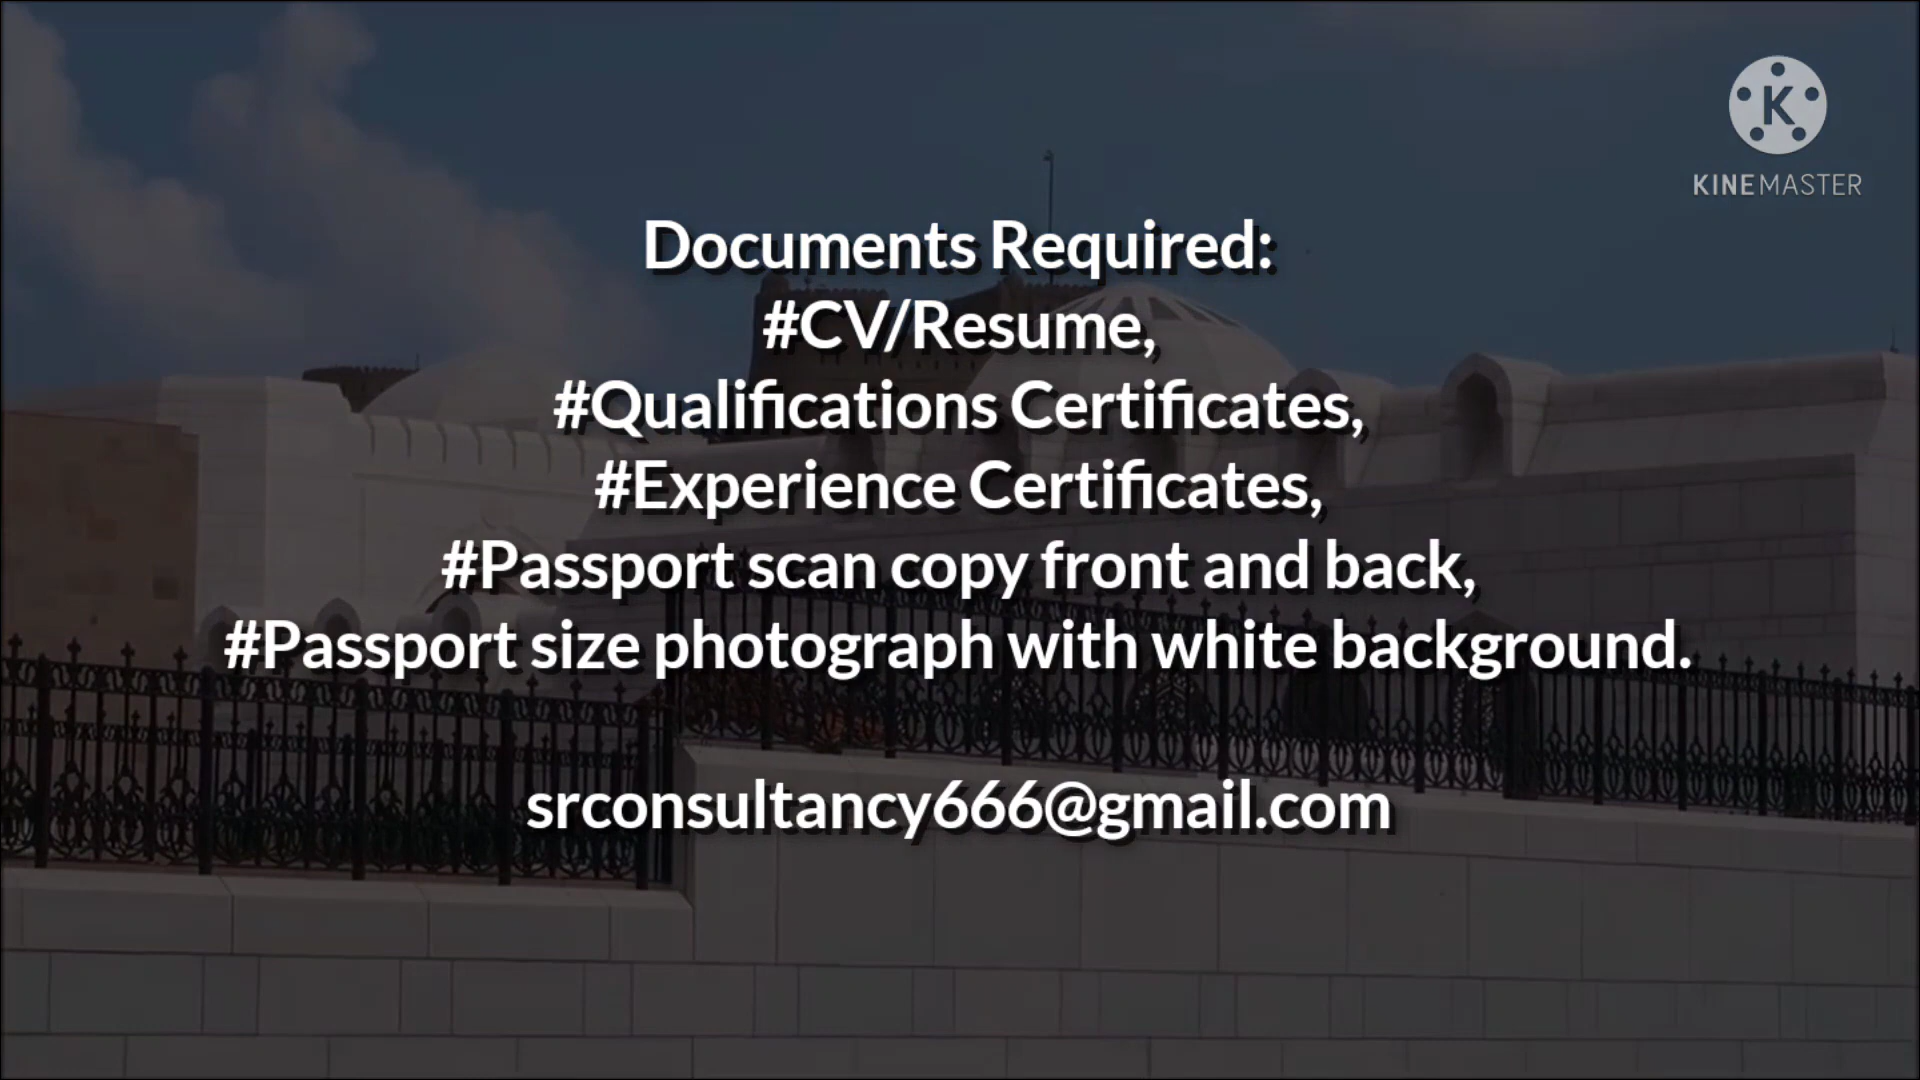 K
KINEMASTER
Documents Required:
#CV/Resume,
#Qualifications Certificates,
#Experience Certificates,
#Passport scan copy front and back,
#Passport size photograph with white background.
srconsultancy666@gmail.com